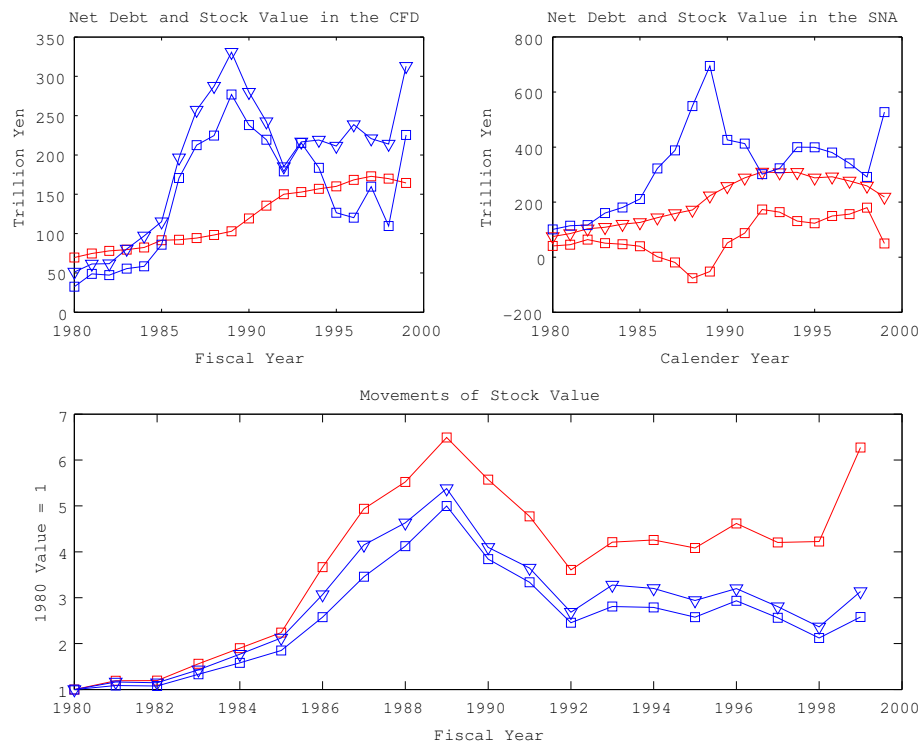 Net Debt and Stock Value in the CFD
350
300
250
200
150
100
50
0
Trillion Yen
1980 1985 1990 1995 2000
Fiscal Year
Net Debt and Stock Value in the SNA
800
600
400
200
0
-200
Trillion Yen
1980 1985 1990 1995 2000
Calender Year
Movements of Stock Value
7
6
5
4
3
2
1
1980 Value = 1
1980 1982 1984 1986 1988 1990 1992 1994 1996 1998 2000
Fiscal Year